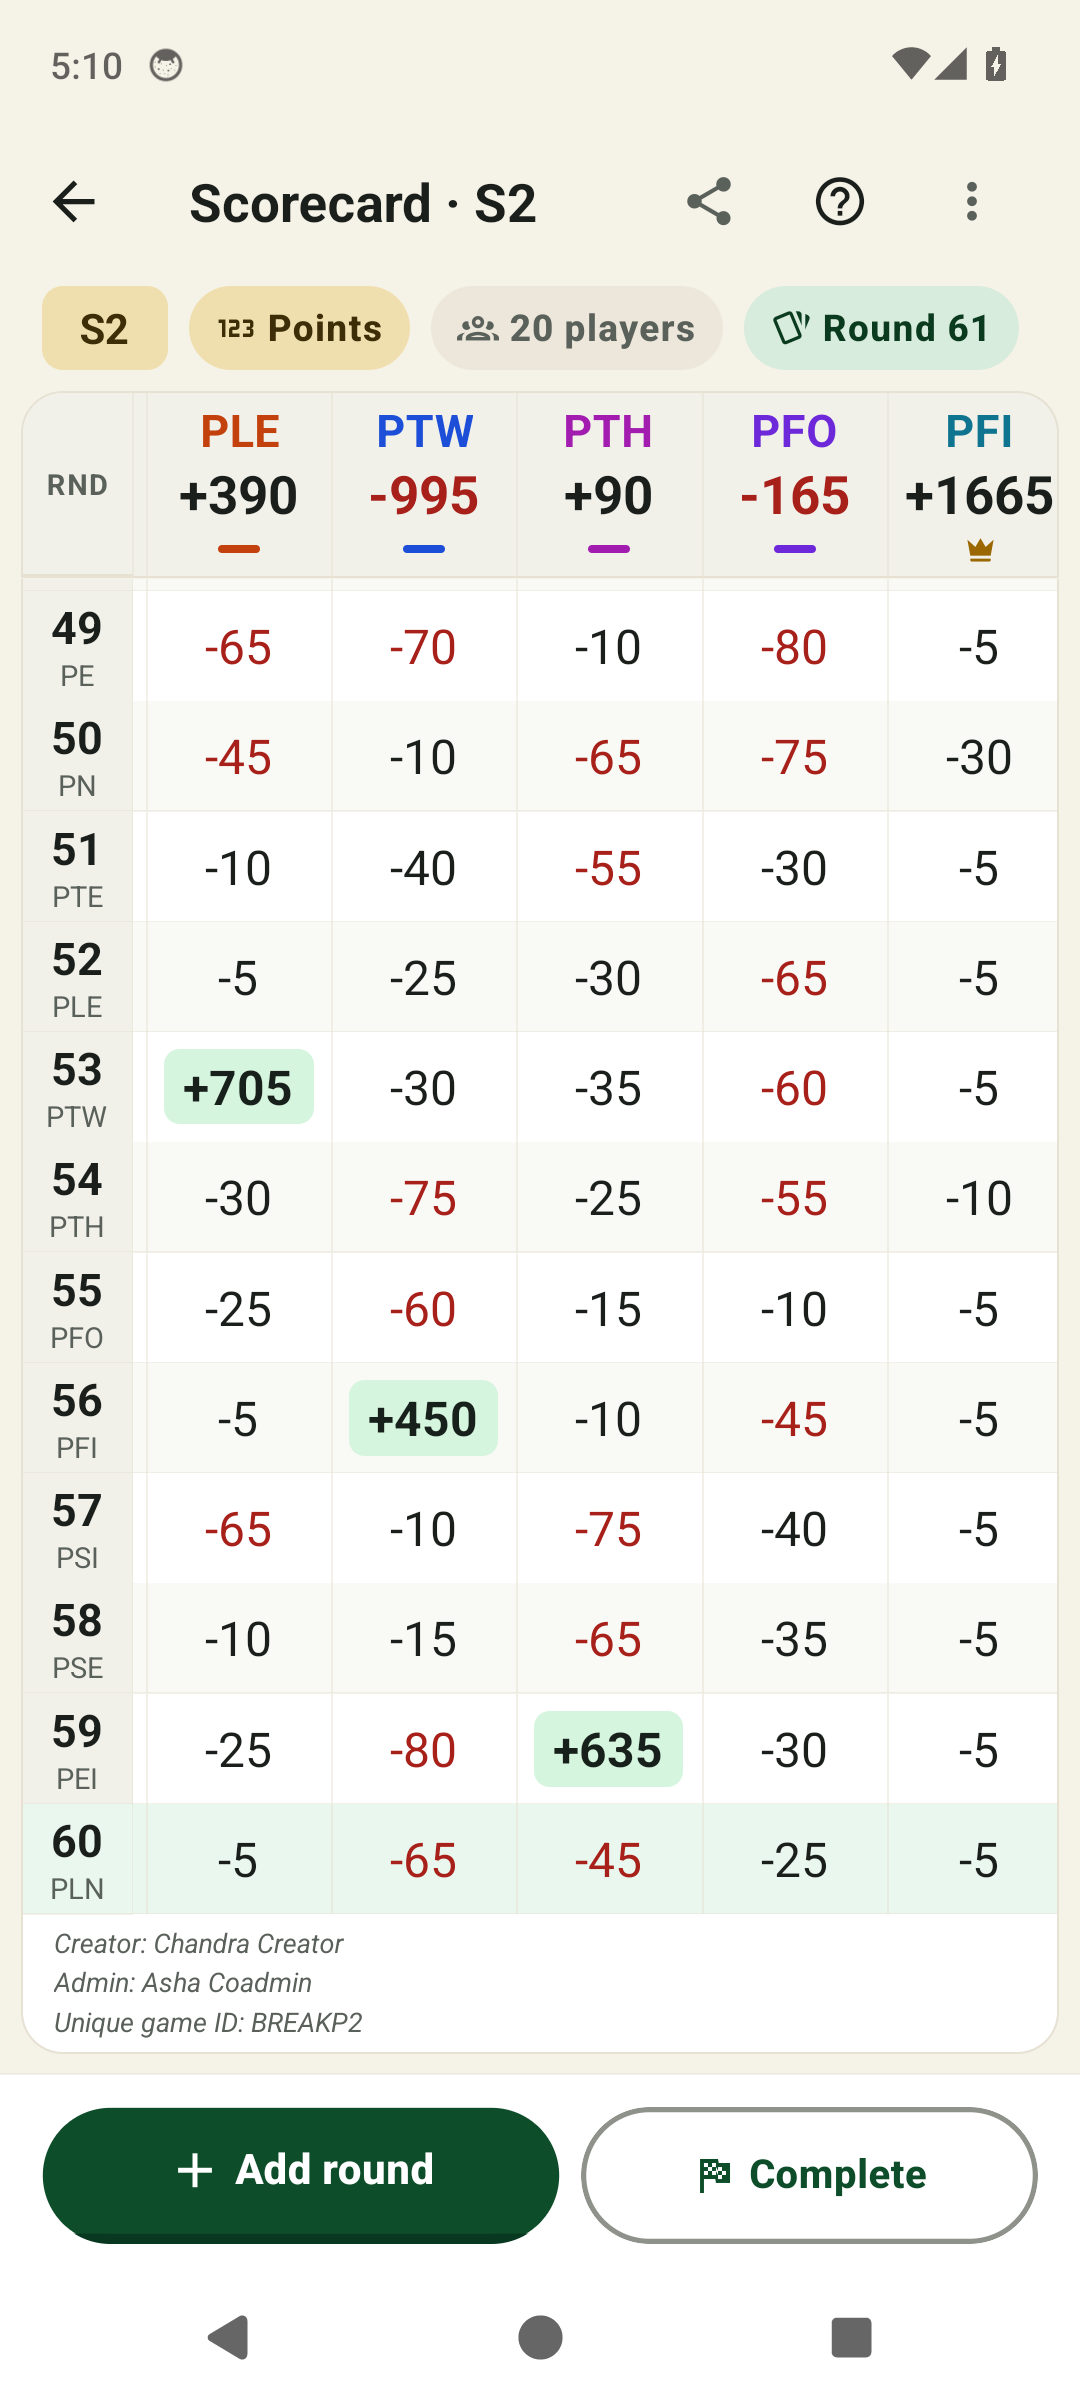 5:10
Scorecard · S2
S2 123 Points 20 players Round 61
RND PLE PTW PTH PFO PFI
+390 -995 +90 -165 +1665
49 PE -65 -70 -10 -80 -5
50 PN -45 -10 -65 -75 -30
51 PTE -10 -40 -55 -30 -5
52 PLE -5 -25 -30 -65 -5
53 PTW +705 -30 -35 -60 -5
54 PTH -30 -75 -25 -55 -10
55 PFO -25 -60 -15 -10 -5
56 PFI -5 +450 -10 -45 -5
57 PSI -65 -10 -75 -40 -5
58 PSE -10 -15 -65 -35 -5
59 PEI -25 -80 +635 -30 -5
60 PLN -5 -65 -45 -25 -5
Creator: Chandra Creator
Admin: Asha Coadmin
Unique game ID: BREAKP2
+ Add round Complete